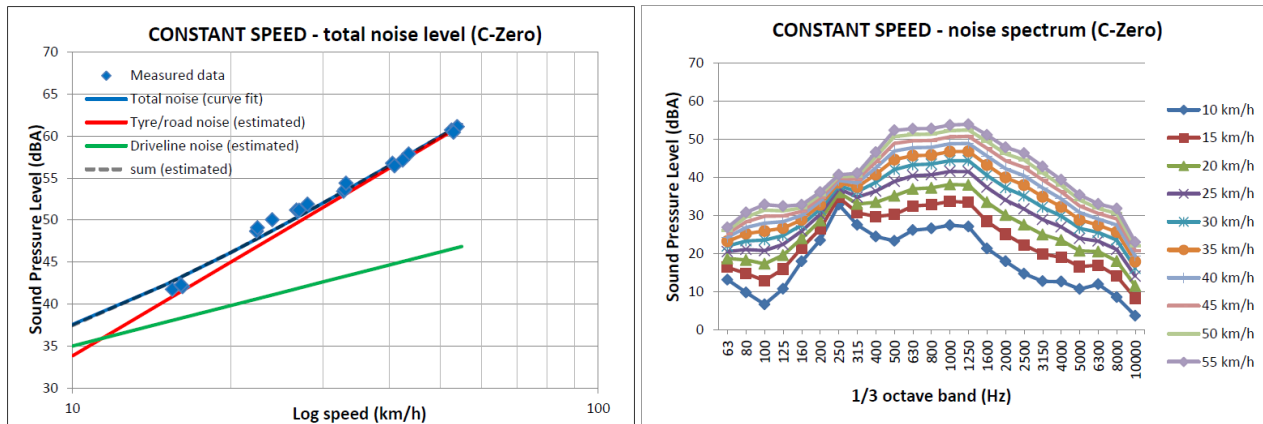 CONSTANT SPEED - total noise level (C-Zero)
70
65
60
55
50
45
40
35
30
Sound Pressure Level (dBA)
Measured data
Total noise (curve fit)
Tyre/road noise (estimated)
Driveline noise (estimated)
sum (estimated)
10
100
Log speed (km/h)
CONSTANT SPEED - noise spectrum (C-Zero)
70
60
50
40
30
20
10
0
Sound Pressure Level (dBA)
63
80
100
125
160
200
250
315
400
500
630
800
1000
1250
1600
2000
2500
3150
4000
5000
6300
8000
10000
1/3 octave band (Hz)
10 km/h
15 km/h
20 km/h
25 km/h
30 km/h
35 km/h
40 km/h
45 km/h
50 km/h
55 km/h